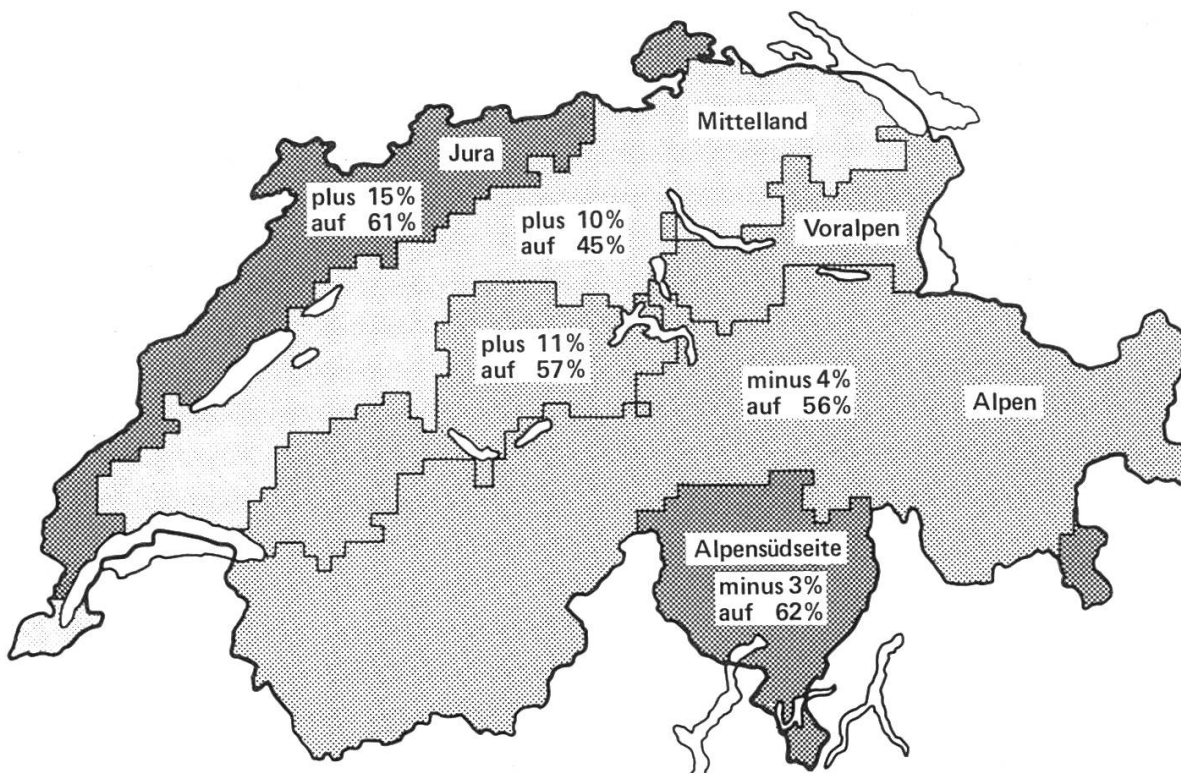 Mittelland
Jura
plus 15%
auf 61%
plus 10%
auf 45%
Voralpen
plus 11%
auf 57%
minus 4%
auf 56%
Alpen
Alpensüdseite
minus 3%
auf 62%